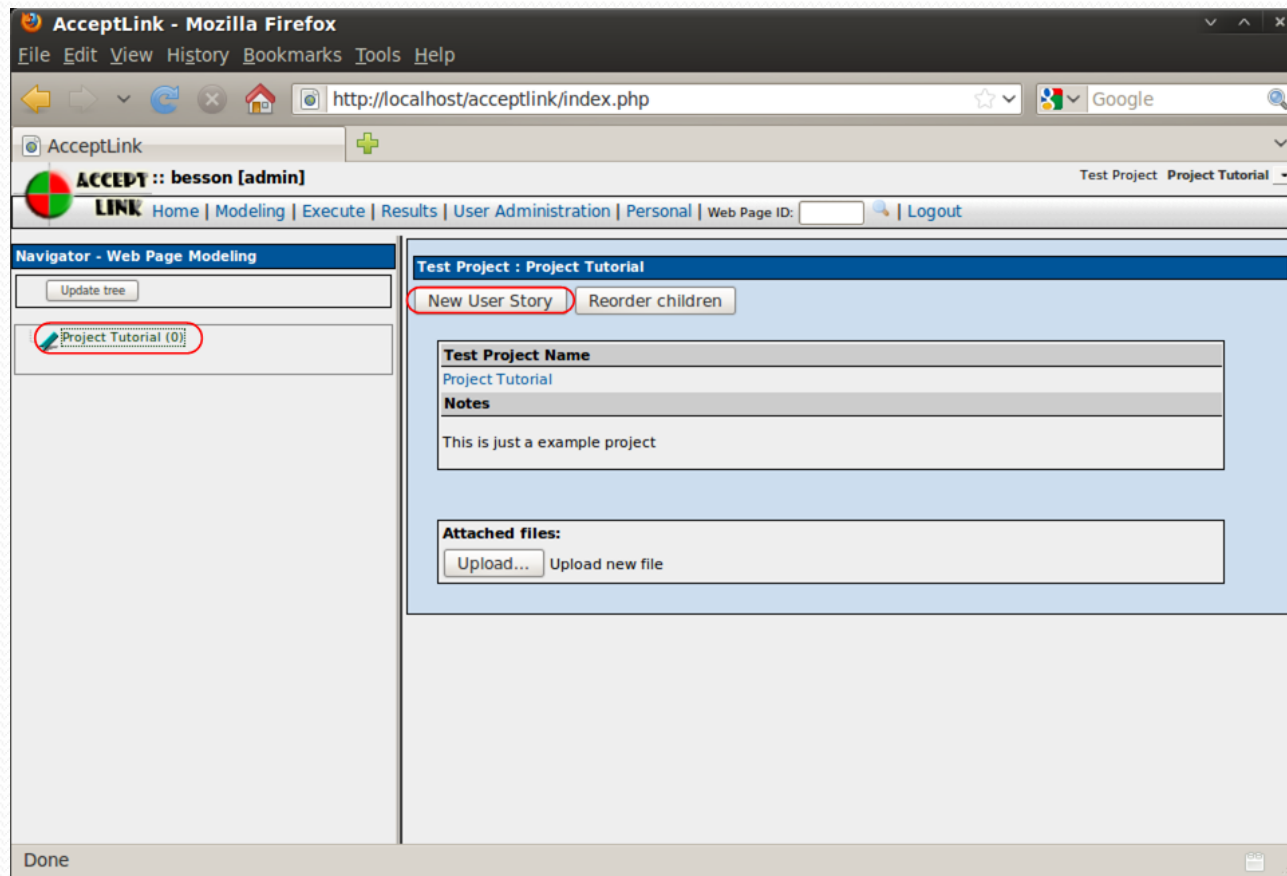 AcceptLink - Mozilla Firefox
File Edit View History Bookmarks Tools Help
http://localhost/acceptlink/index.php
Google
AcceptLink
ACCEPT LINK
:: besson [admin]
Test Project Project Tutorial
Home | Modeling | Execute | Results | User Administration | Personal | Web Page ID: | Logout
Navigator - Web Page Modeling
Update tree
Project Tutorial (0)
Test Project : Project Tutorial
New User Story
Reorder children
Test Project Name
Project Tutorial
Notes
This is just a example project
Attached files:
Upload... Upload new file
Done